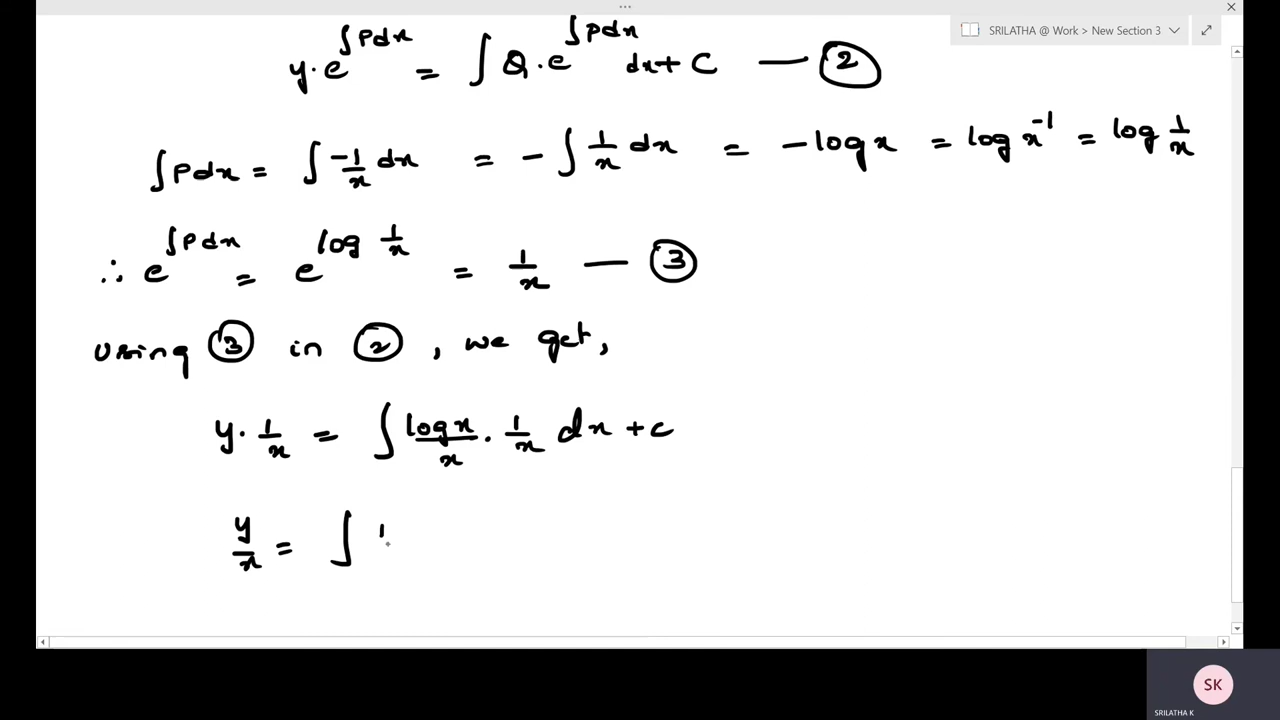 SRILATHA @ Work > New Section 3
y·e^∫Pdx = ∫Q·e^∫Pdx dx + C — ②
∫Pdx = ∫ -1/x dx = - ∫ 1/x dx = - log x = log x^-1 = log 1/x
∴ e^∫Pdx = e^log 1/x = 1/x — ③
Using ③ in ②, we get,
y · 1/x = ∫ log x/x · 1/x dx + c
y/x = ∫ 1
SK
SRILATHA K